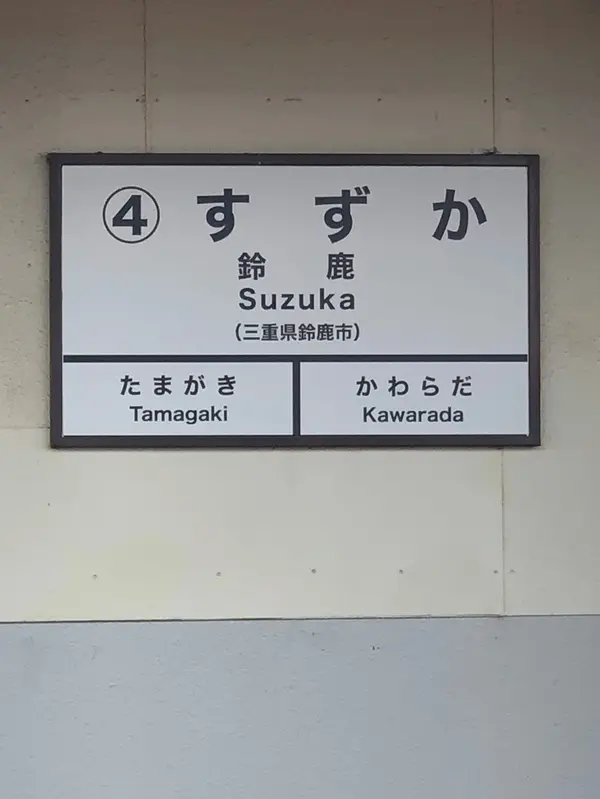 ④ すずか
鈴鹿
Suzuka
（三重県鈴鹿市）
たまがき
Tamagaki
かわらだ
Kawarada